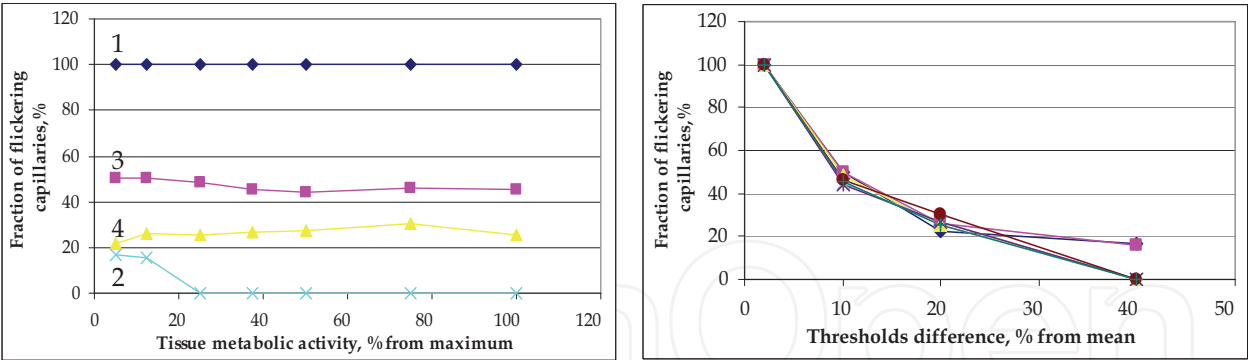 Fraction of flickering
capillaries, %
120
100
80
60
40
20
0
1
3
4
2
0 20 40 60 80 100 120
Tissue metabolic activity, % from maximum
Fraction of flickering
capillaries, %
120
100
80
60
40
20
0
0 10 20 30 40 50
Thresholds difference, % from mean